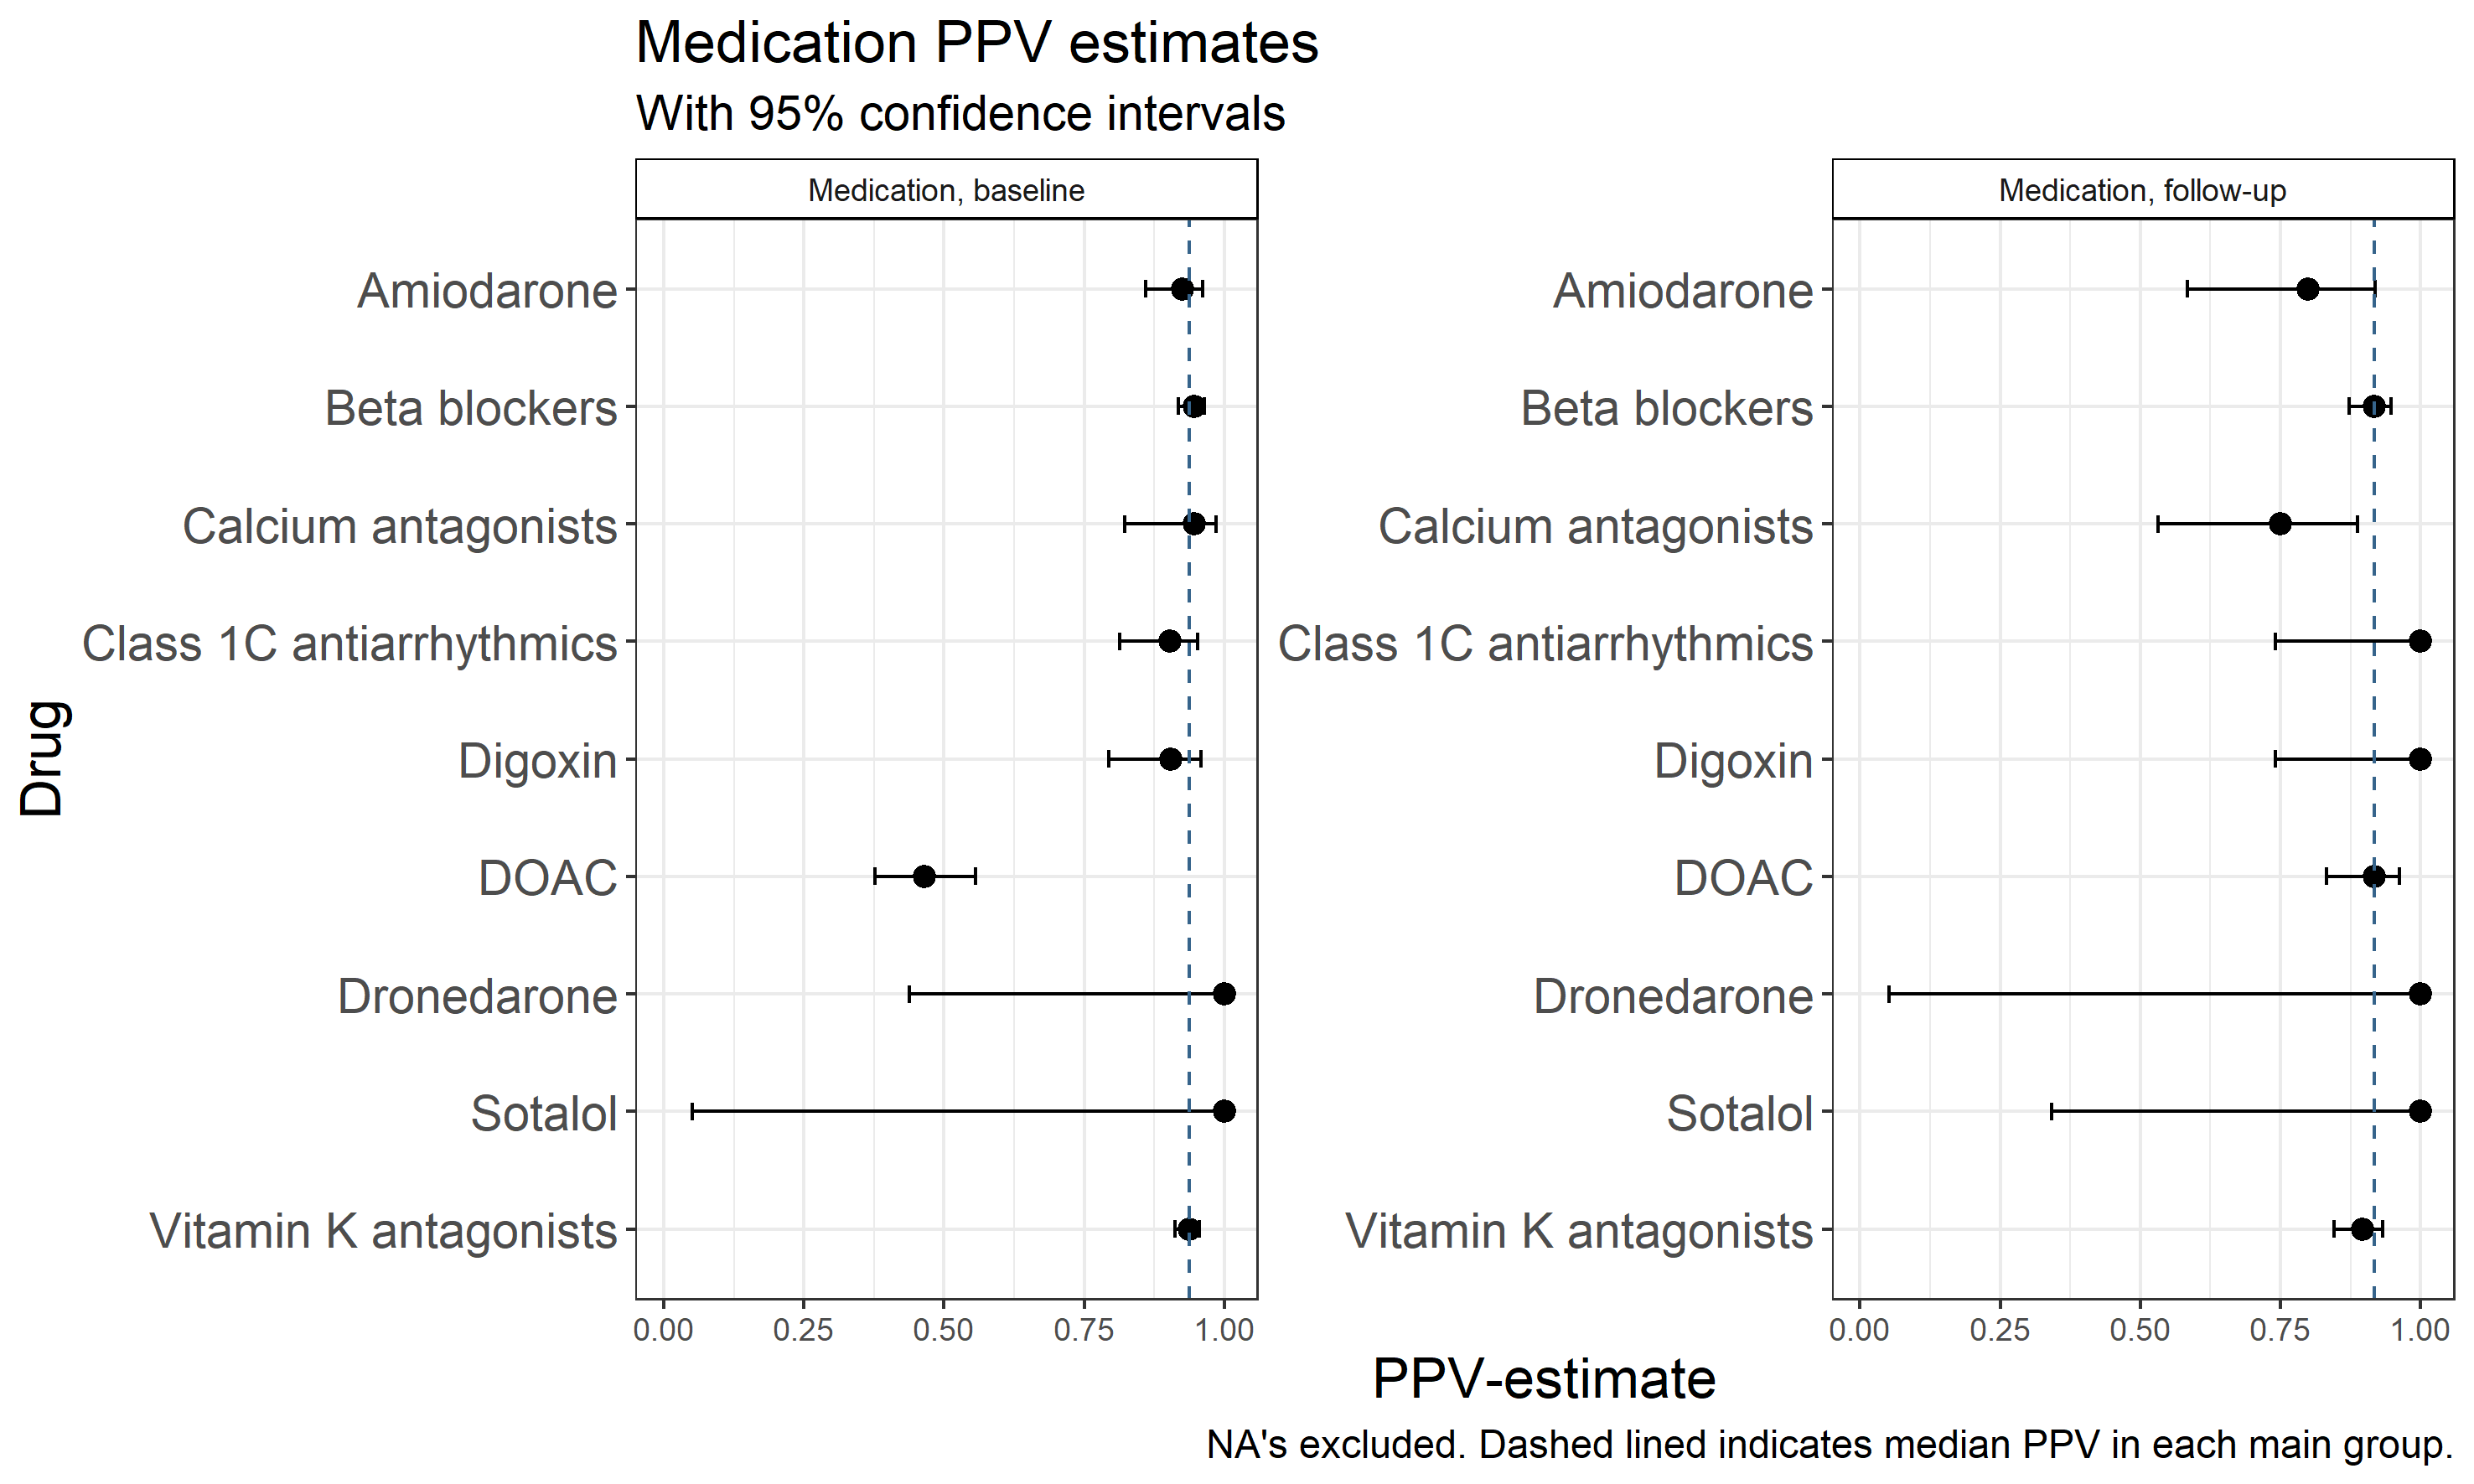 Medication PPV estimates
With 95% confidence intervals
Medication, baseline
Medication, follow-up
Drug
Amiodarone
Beta blockers
Calcium antagonists
Class 1C antiarrhythmics
Digoxin
DOAC
Dronedarone
Sotalol
Vitamin K antagonists
0.00 0.25 0.50 0.75 1.00
Amiodarone
Beta blockers
Calcium antagonists
Class 1C antiarrhythmics
Digoxin
DOAC
Dronedarone
Sotalol
Vitamin K antagonists
0.00 0.25 0.50 0.75 1.00
PPV-estimate
NA's excluded. Dashed lined indicates median PPV in each main group.